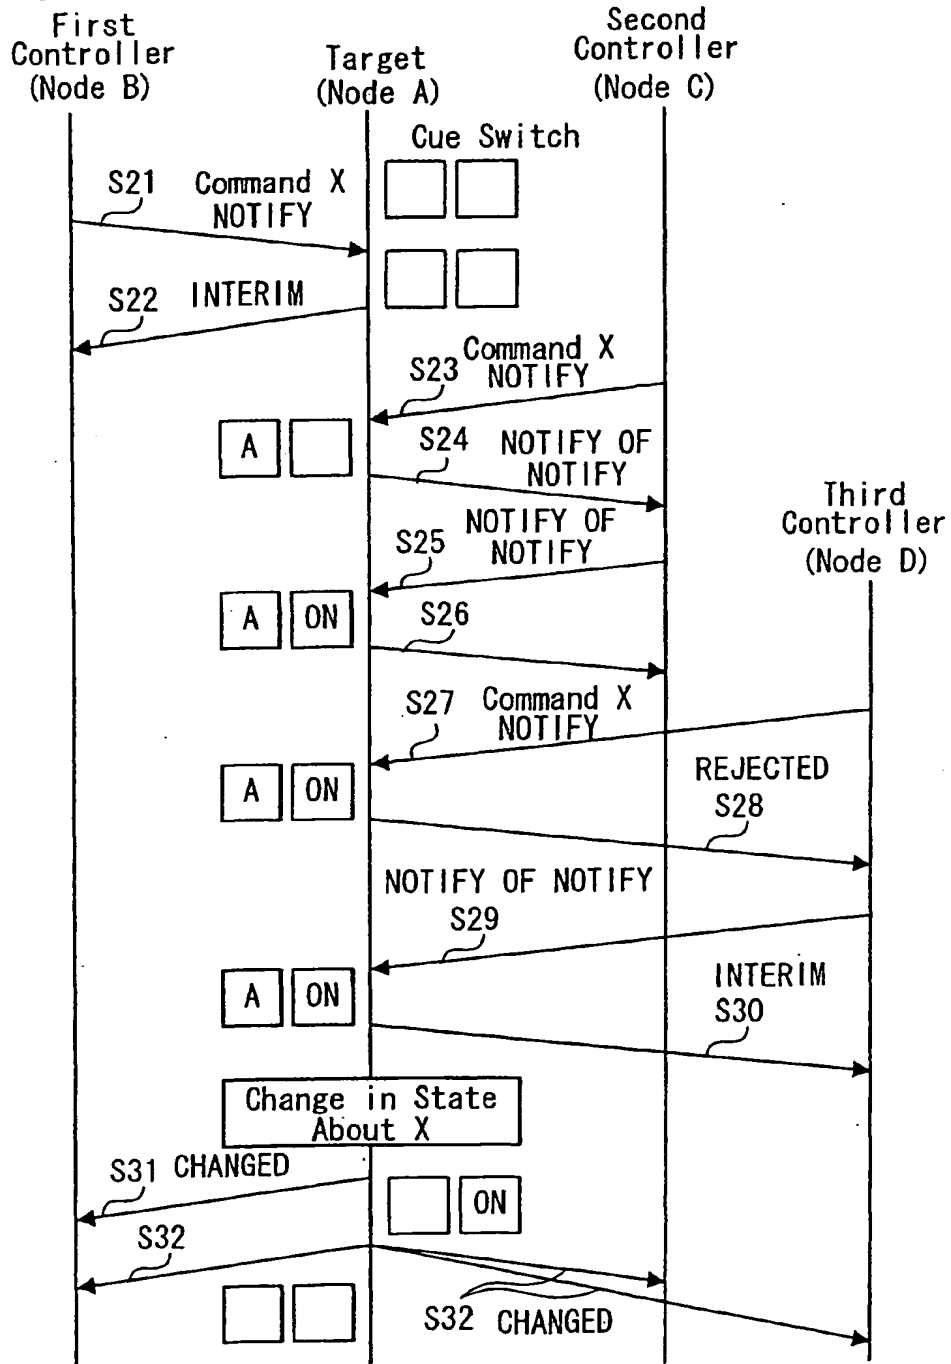 First
Controller
(Node B)
Target
(Node A)
Second
Controller
(Node C)
Cue Switch
S21
Command X
NOTIFY
S22
INTERIM
Command X
NOTIFY
S23
A
S24
NOTIFY OF
NOTIFY
Third
Controller
(Node D)
NOTIFY OF
NOTIFY
S25
A
ON
S26
S27
Command X
NOTIFY
A
ON
REJECTED
S28
NOTIFY OF NOTIFY
S29
A
ON
INTERIM
S30
Change in State
About X
S31
CHANGED
ON
S32
S32
CHANGED